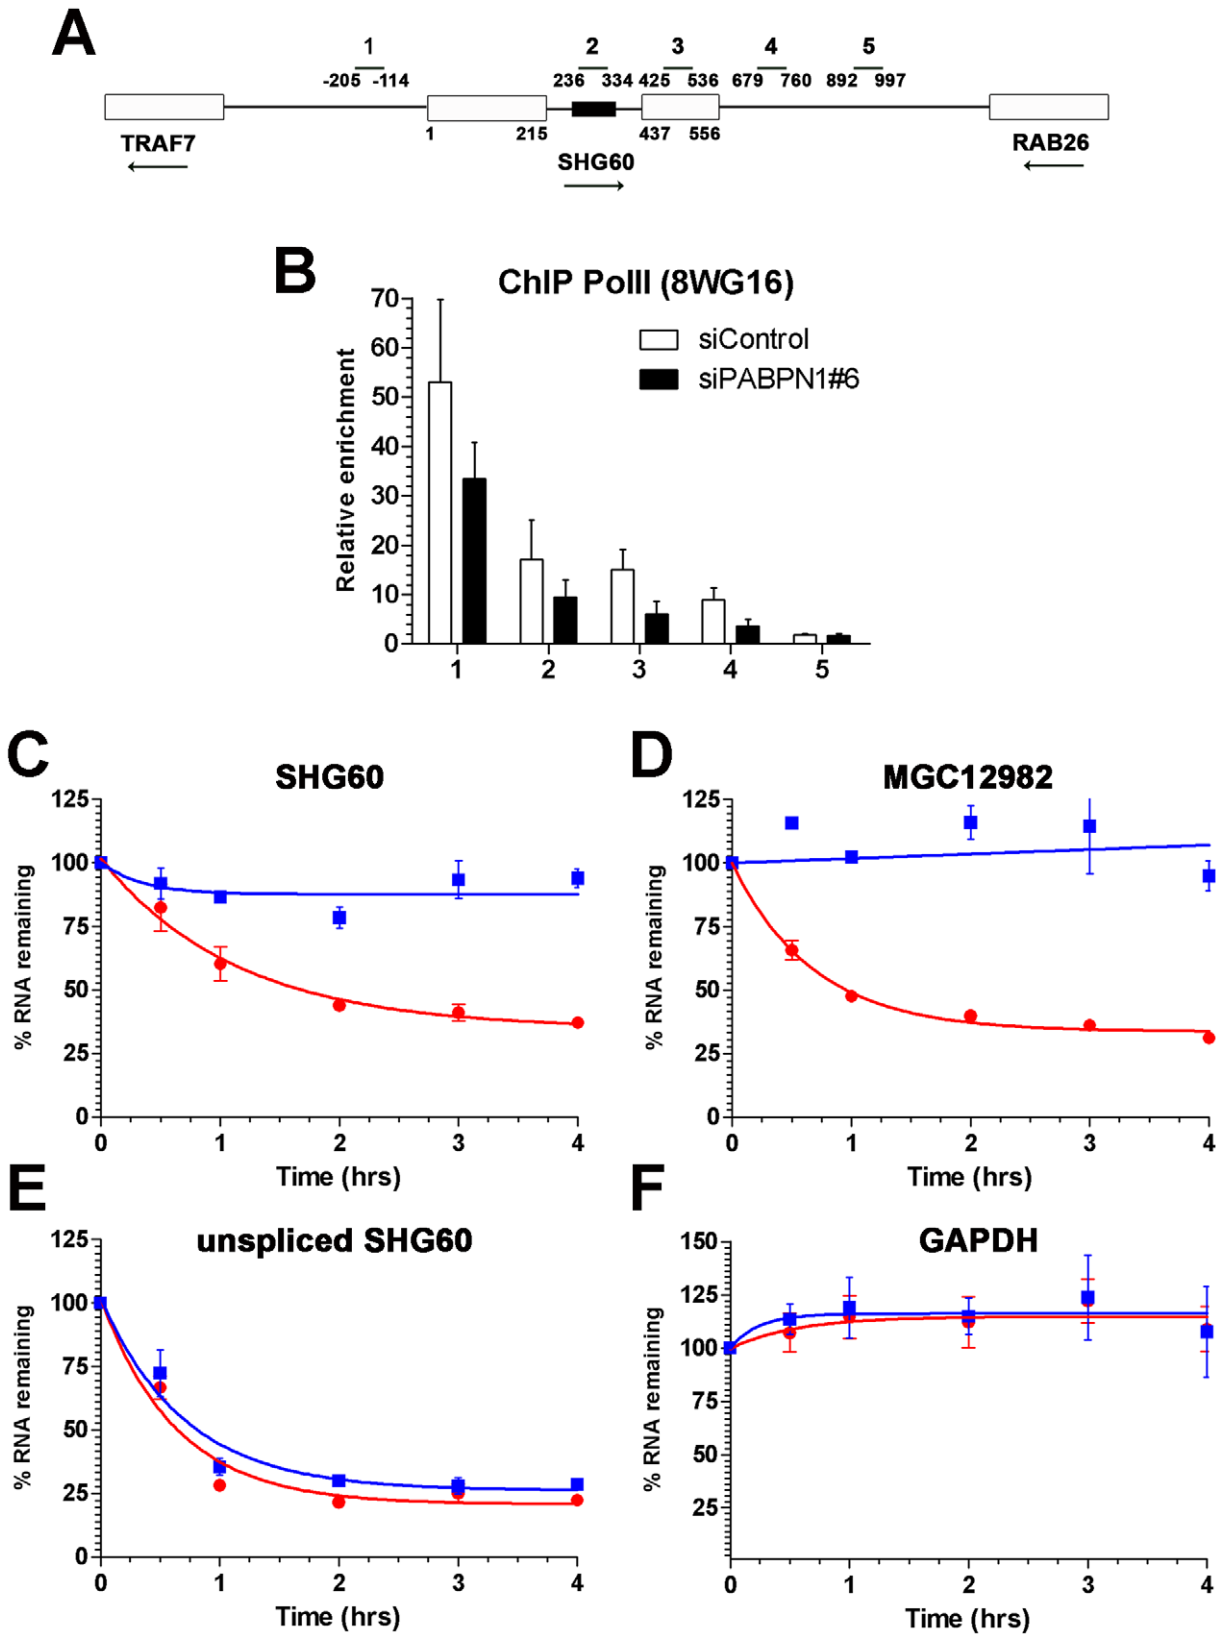 A
1 2 3 4 5
-205 -114 236 334 425 536 679 760 892 997
1 215 437 556
TRAF7 SHG60 RAB26
B
ChIP PolII (8WG16)
siControl
siPABPN1#6
Relative enrichment
70
60
50
40
30
20
10
0
1 2 3 4 5
C
SHG60
% RNA remaining
125
100
75
50
25
0
0 1 2 3 4
Time (hrs)
D
MGC12982
% RNA remaining
125
100
75
50
25
0
0 1 2 3 4
Time (hrs)
E
unspliced SHG60
% RNA remaining
125
100
75
50
25
0
0 1 2 3 4
Time (hrs)
F
GAPDH
% RNA remaining
150
125
100
75
50
25
0 1 2 3 4
Time (hrs)